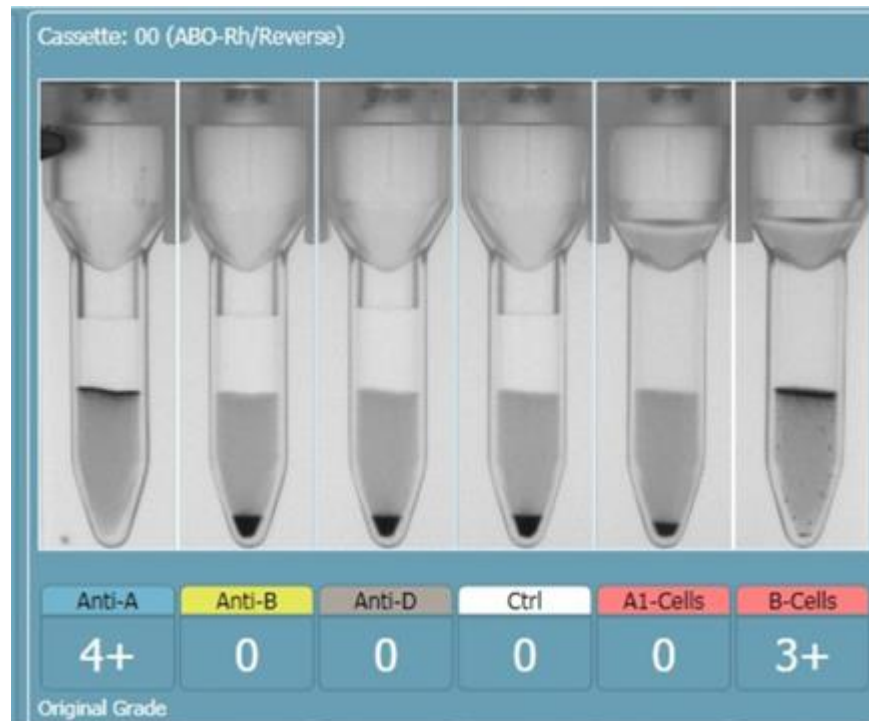 Cassette: 00 (ABO-Rh/Reverse)
Anti-A Anti-B Anti-D Ctrl A1-Cells B-Cells
4+ 0 0 0 0 3+
Original Grade